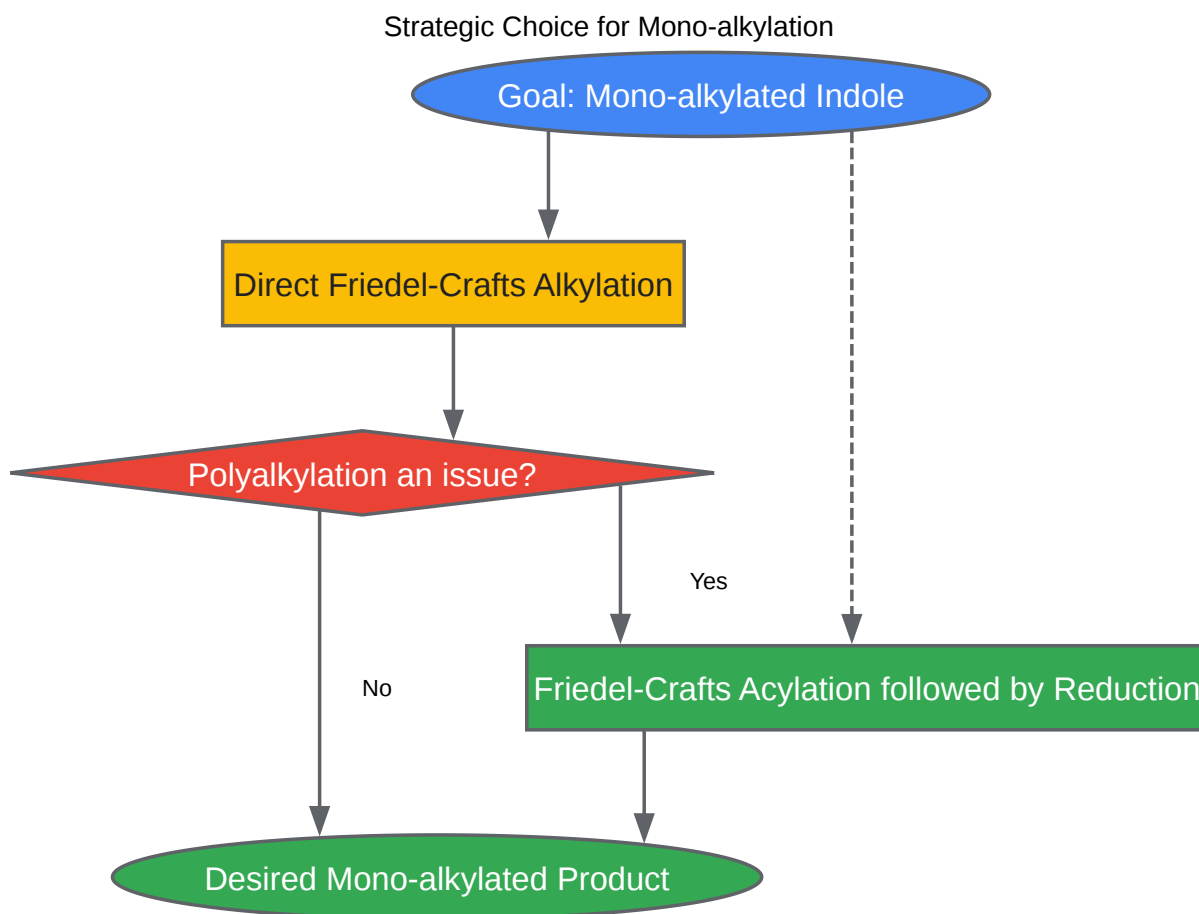 Strategic Choice for Mono-alkylation
Goal: Mono-alkylated Indole
Direct Friedel-Crafts Alkylation
Polyalkylation an issue?
Yes
No
Friedel-Crafts Acylation followed by Reduction
Desired Mono-alkylated Product